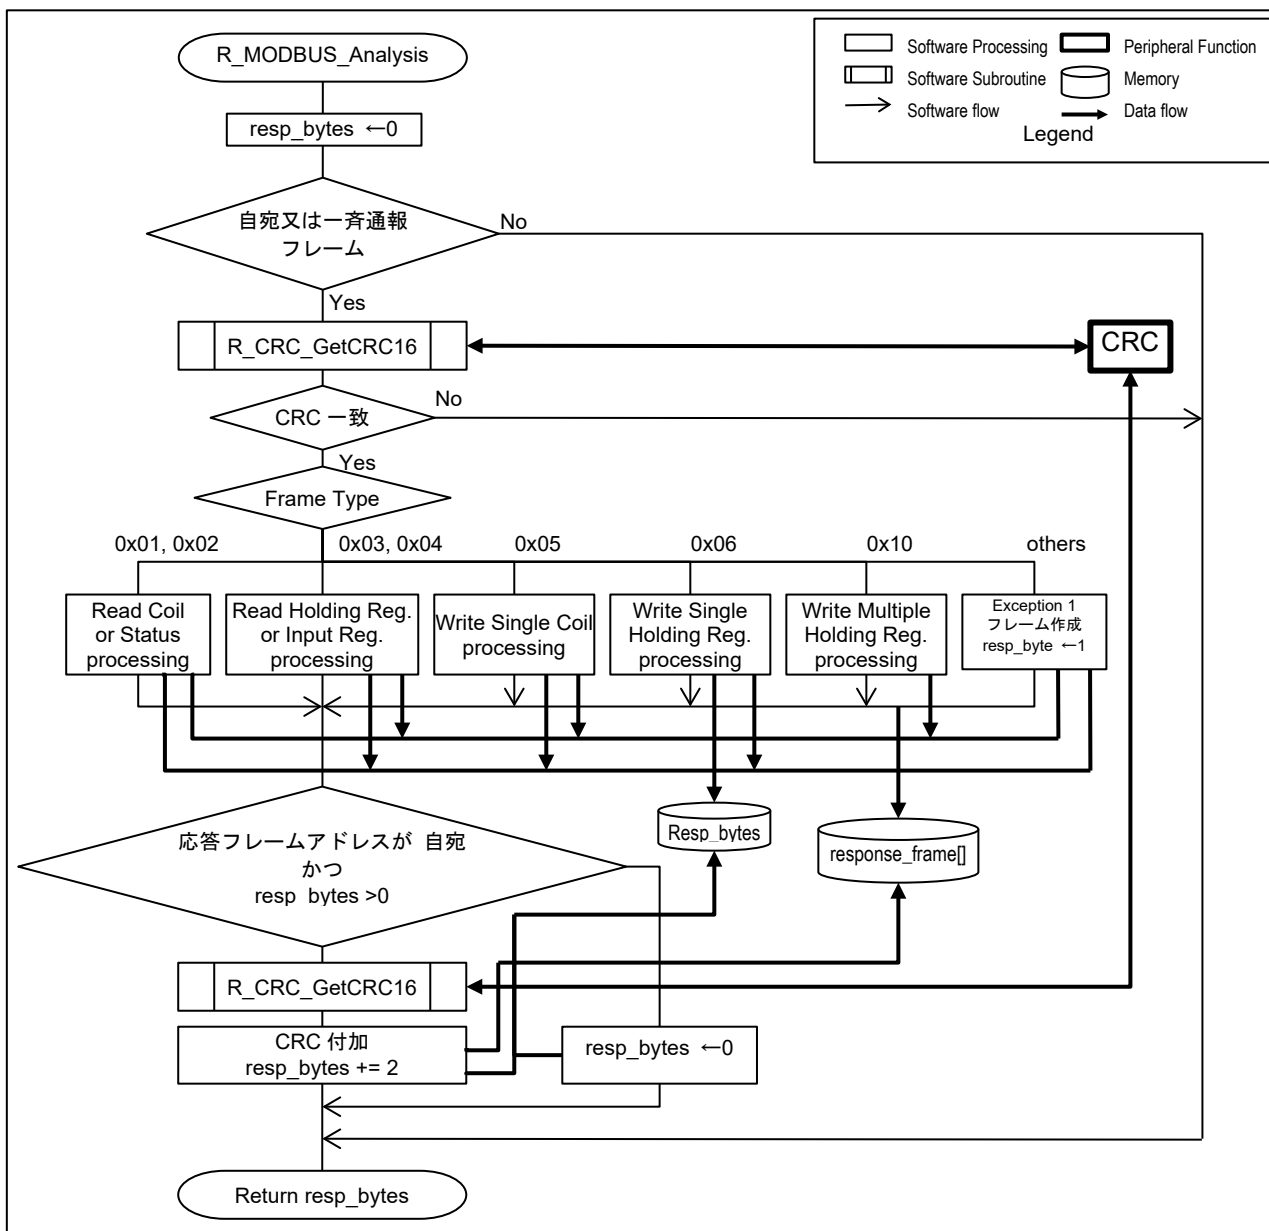 R_MODBUS_Analysis
resp_bytes ←0
自宛又は一斉通報
フレーム
No
Yes
R_CRC_GetCRC16
CRC
CRC 一致
No
Yes
Frame Type
0x01, 0x02
0x03, 0x04
0x05
0x06
0x10
others
Read Coil
or Status
processing
Read Holding Reg.
or Input Reg.
processing
Write Single Coil
processing
Write Single
Holding Reg.
processing
Write Multiple
Holding Reg.
processing
Exception 1
フレーム作成
resp_byte ←1
Resp_bytes
response_frame[]
応答フレームアドレスが 自宛
かつ
resp bytes >0
R_CRC_GetCRC16
CRC 付加
resp_bytes += 2
resp_bytes ←0
Return resp_bytes
Software Processing
Peripheral Function
Software Subroutine
Memory
Software flow
Data flow
Legend